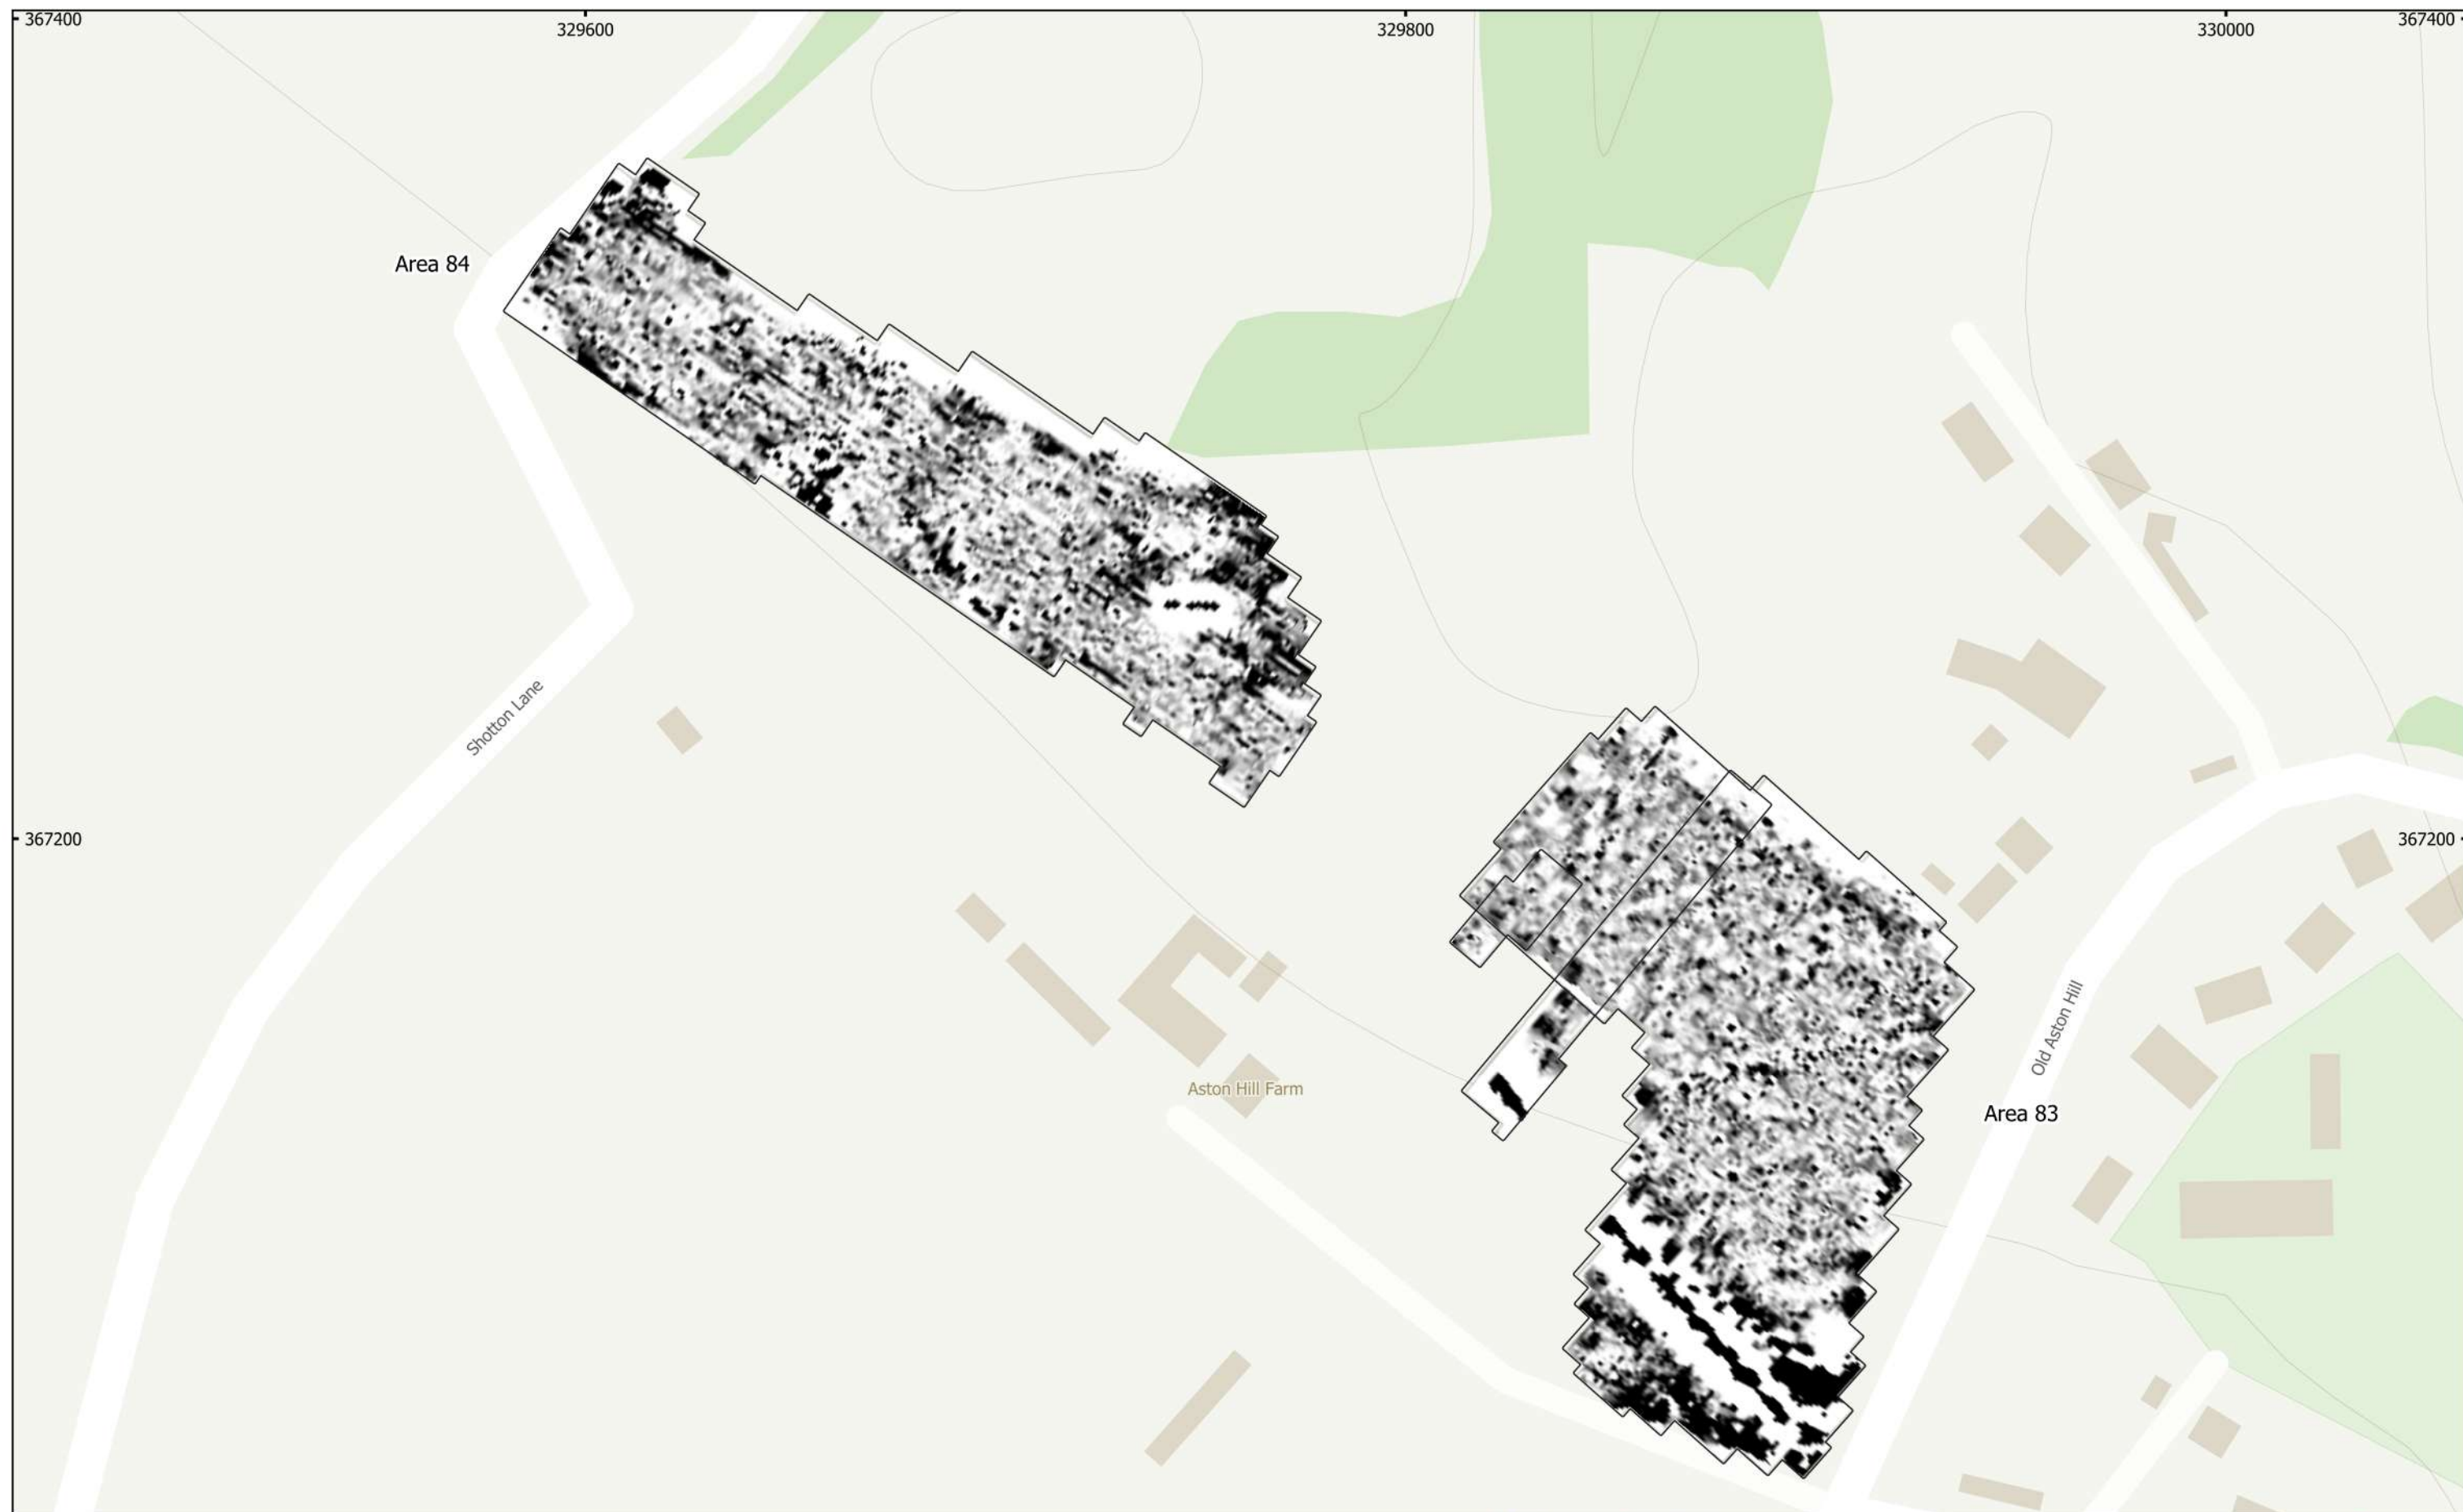 367400
329600
329800
330000
367400
Area 84
Shotton Lane
367200
367200
Aston Hill Farm
Old Aston Hill
Area 83